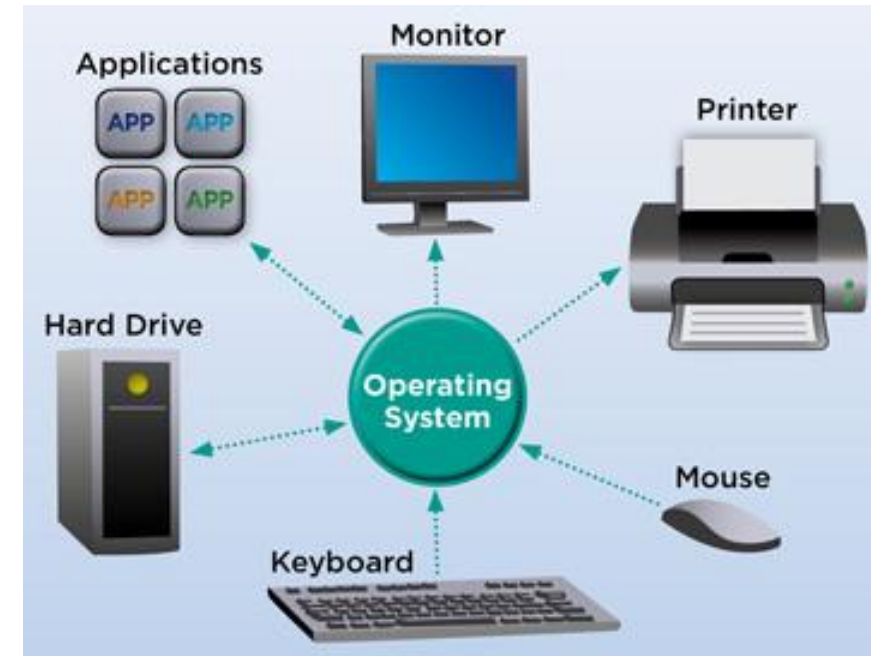 Monitor
Applications
Printer
APP APP
APP APP
Hard Drive
Operating
System
Mouse
Keyboard